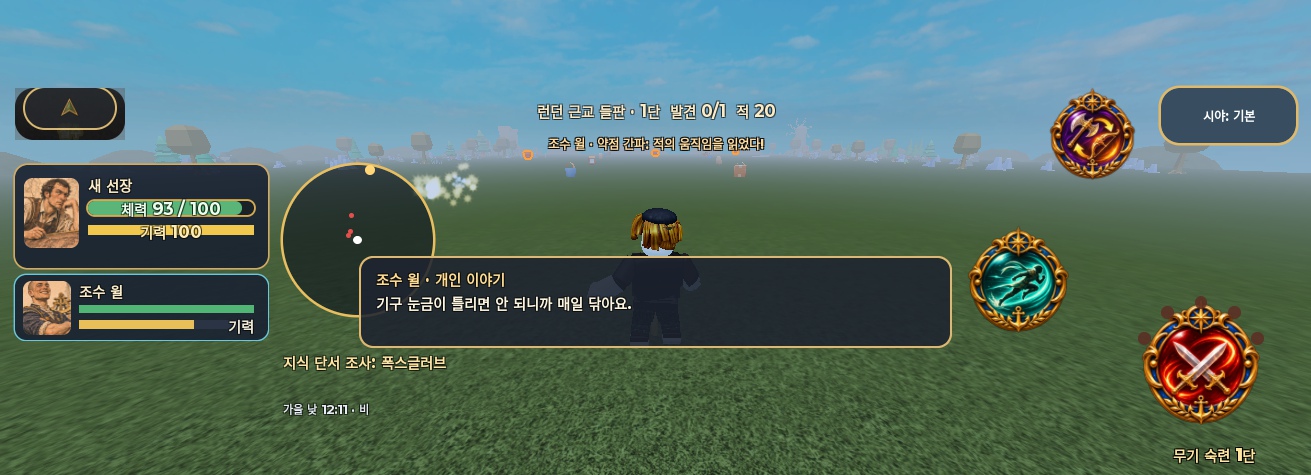 런던 근교 들판 · 1단 발견 0/1 적 20
조수 윌 · 약점 간파: 적의 움직임을 읽었다!
시야: 기본
새 선장
체력 93 / 100
기력 100
조수 윌
기력
조수 윌 · 개인 이야기
기구 눈금이 틀리면 안 되니까 매일 닦아요.
지식 단서 조사: 폭스글러브
가을 낮 12:11 · 비
무기 숙련 1단